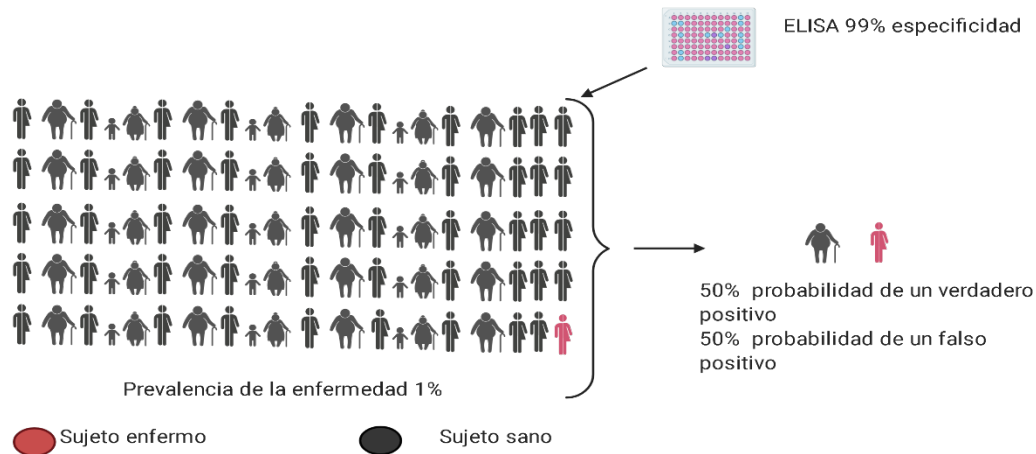 ELISA 99% especificidad
50% probabilidad de un verdadero
positivo
50% probabilidad de un falso
positivo
Prevalencia de la enfermedad 1%
Sujeto enfermo
Sujeto sano